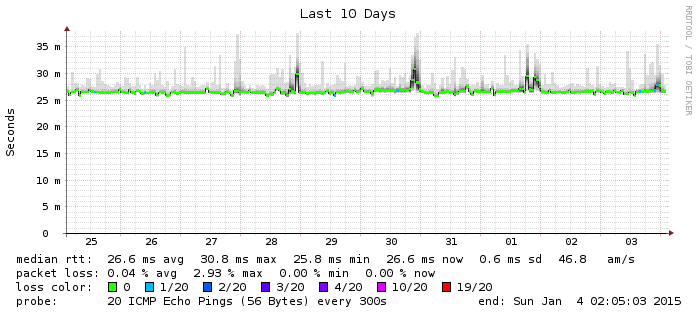 Last 10 Days
RRDTOOL / TOBI OETIKER
Seconds
35 m
30 m
25 m
20 m
15 m
10 m
5 m
0
25 26 27 28 29 30 31 01 02 03
median rtt: 26.6 ms avg 30.8 ms max 25.8 ms min 26.6 ms now 0.6 ms sd 46.8 am/s
packet loss: 0.04 % avg 2.93 % max 0.00 % min 0.00 % now
loss color: 0 1/20 2/20 3/20 4/20 10/20 19/20
probe: 20 ICMP Echo Pings (56 Bytes) every 300s end: Sun Jan 4 02:05:03 2015